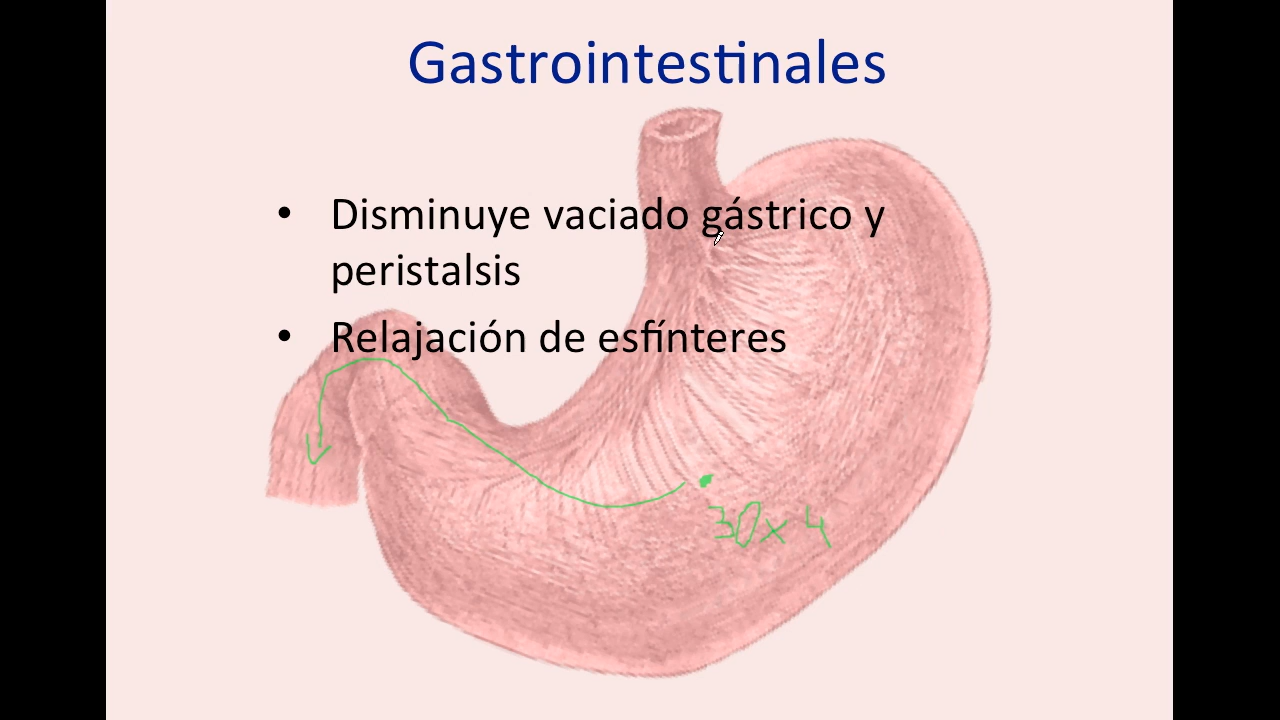 Gastrointestinales
• Disminuye vaciado gástrico y
peristalsis
• Relajación de esfínteres
30x4